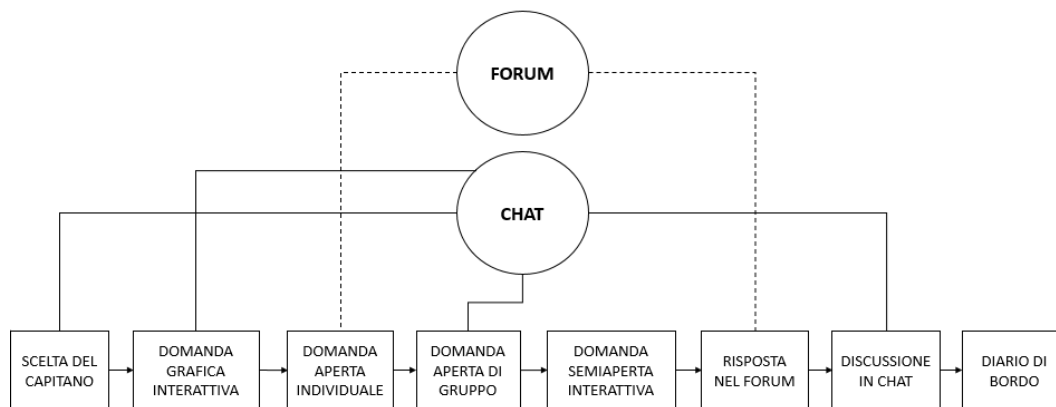 FORUM
CHAT
SCELTA DEL
CAPITANO
DOMANDA
GRAFICA
INTERATTIVA
DOMANDA
APERTA
INDIVIDUALE
DOMANDA
APERTA DI
GRUPPO
DOMANDA
SEMIAPERTA
INTERATTIVA
RISPOSTA
NEL FORUM
DISCUSSIONE
IN CHAT
DIARIO DI
BORDO